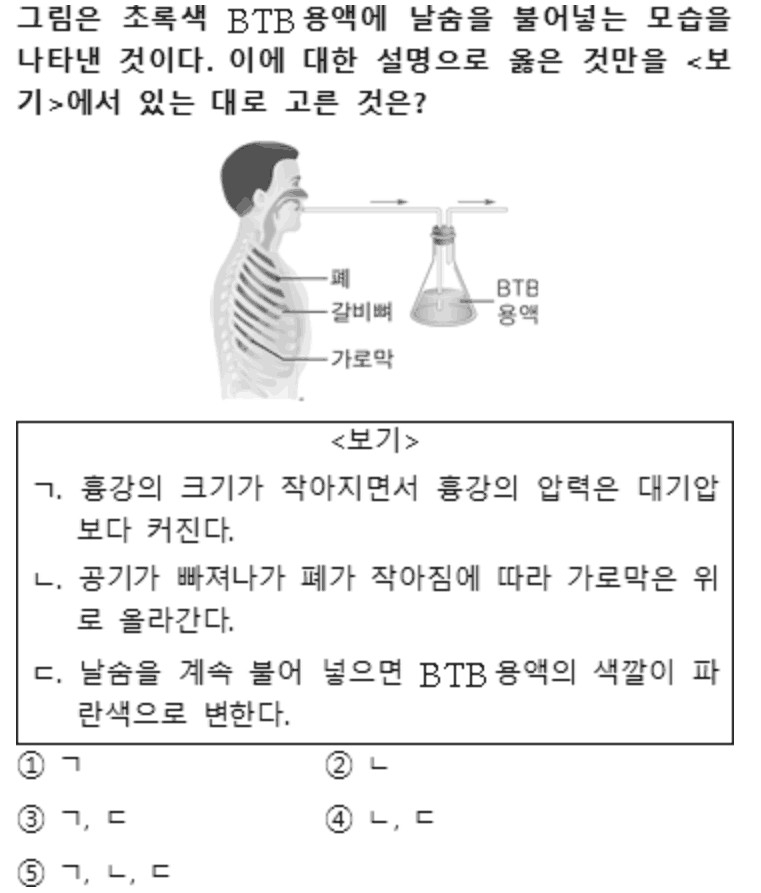 그림은 초록색 BTB 용액에 날숨을 불어넣는 모습을
나타낸 것이다. 이에 대한 설명으로 옳은 것만을 <보
기>에서 있는 대로 고른 것은?
폐
갈비뼈
가로막
BTB
용액
<보기>
ㄱ. 흉강의 크기가 작아지면서 흉강의 압력은 대기압
보다 커진다.
ㄴ. 공기가 빠져나가 폐가 작아짐에 따라 가로막은 위
로 올라간다.
ㄷ. 날숨을 계속 불어 넣으면 BTB 용액의 색깔이 파
란색으로 변한다.
① ㄱ ② ㄴ
③ ㄱ, ㄷ ④ ㄴ, ㄷ
⑤ ㄱ, ㄴ, ㄷ